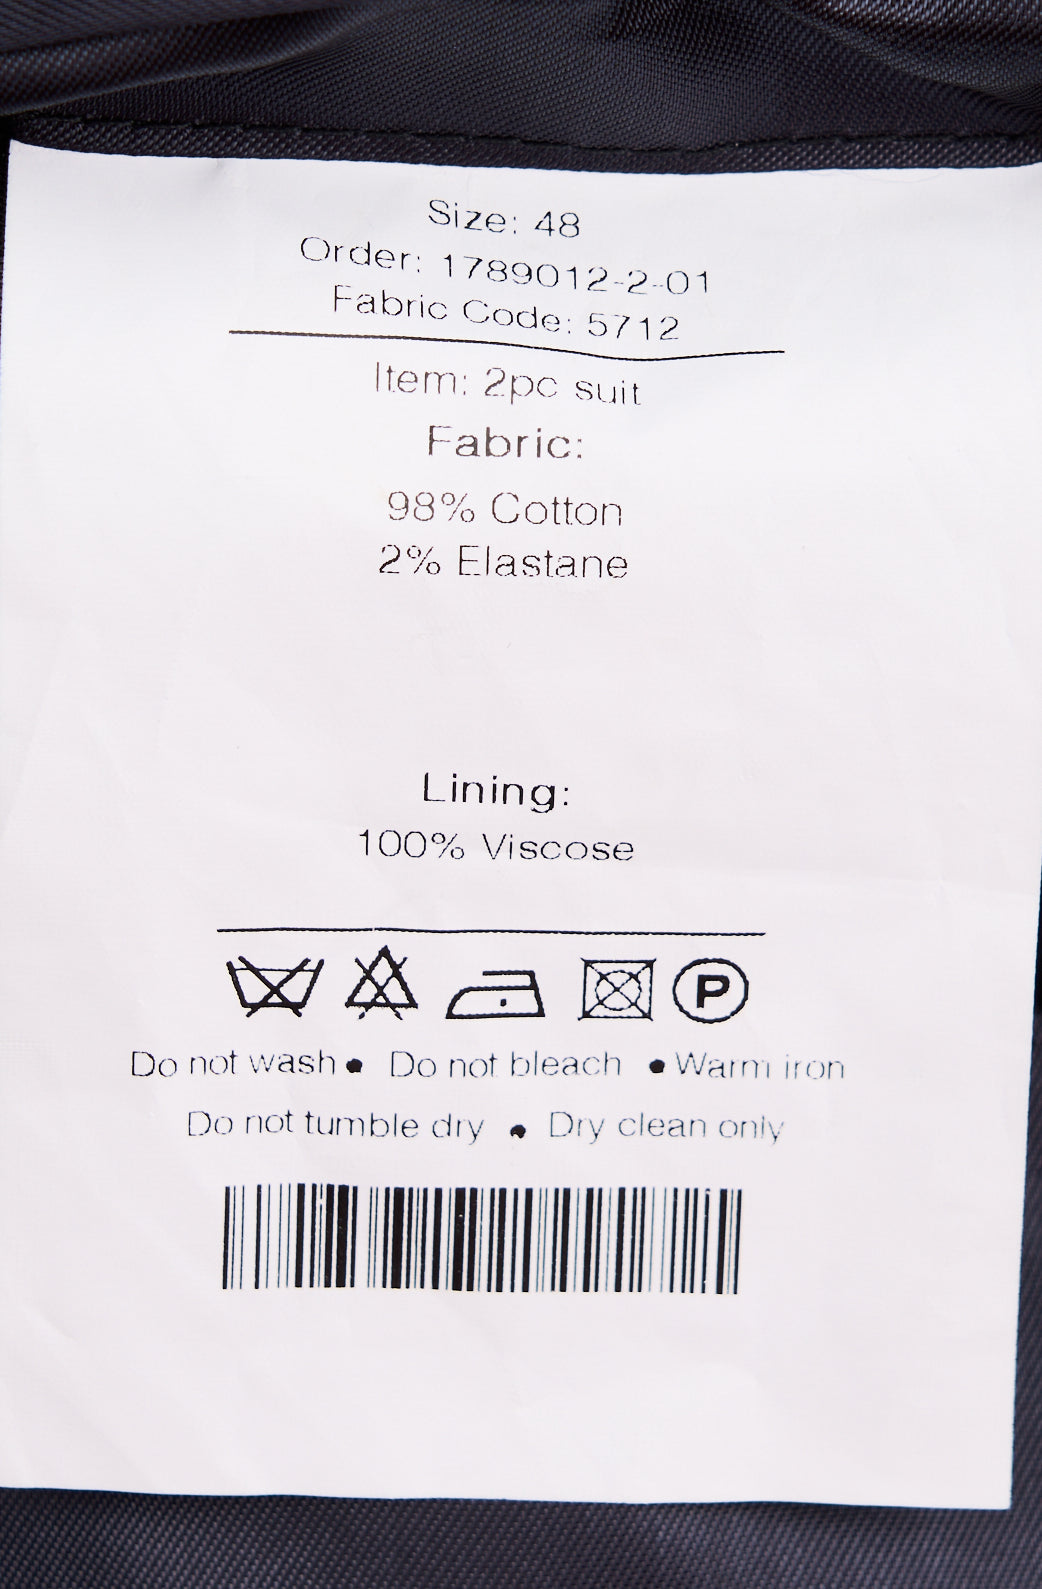 Size: 48
Order: 1789012-2-01
Fabric Code: 5712
Item: 2pc suit
Fabric:
98% Cotton
2% Elastane
Lining:
100% Viscose
P
Do not wash • Do not bleach • Warm iron
Do not tumble dry • Dry clean only